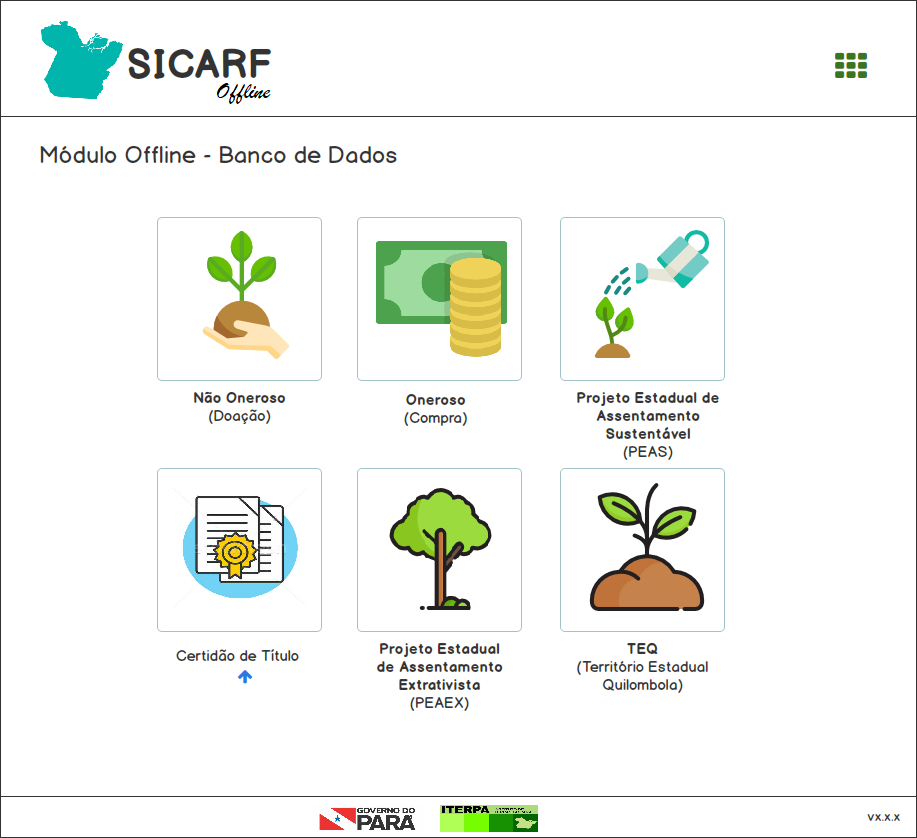 SICARF
Offline
Módulo Offline - Banco de Dados
Não Oneroso
(Doação)
Oneroso
(Compra)
Projeto Estadual de
Assentamento
Sustentável
(PEAS)
Certidão de Título
Projeto Estadual
de Assentamento
Extrativista
(PEAEX)
TEQ
(Território Estadual
Quilombola)
GOVERNO DO
PARÁ
ITERPA
vx.x.x